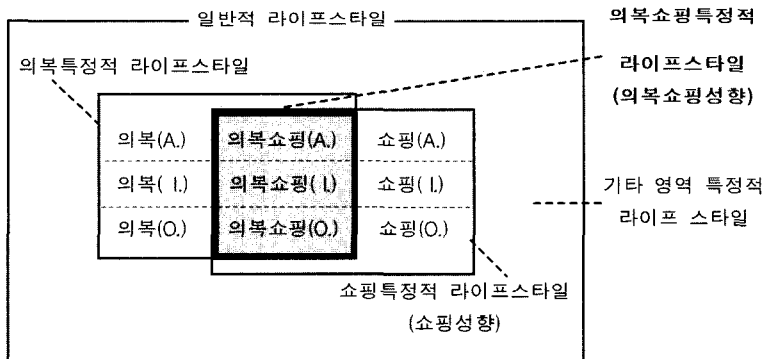 일반적 라이프스타일
의복쇼핑특정적
라이프스타일
(의복쇼핑성향)
의복특정적 라이프스타일
의복(A.) 의복쇼핑(A.) 쇼핑(A.)
의복( I.) 의복쇼핑( I.) 쇼핑( I.)
의복(O.) 의복쇼핑(O.) 쇼핑(O.)
기타 영역 특정적
라이프 스타일
쇼핑특정적 라이프스타일
(쇼핑성향)